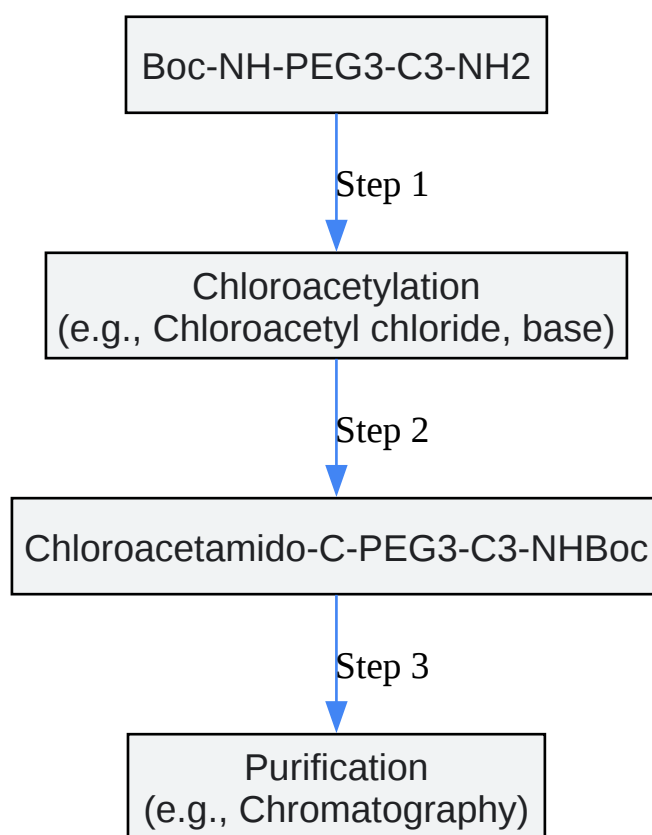 Boc-NH-PEG3-C3-NH2
Step 1
Chloroacetylation
(e.g., Chloroacetyl chloride, base)
Step 2
Chloroacetamido-C-PEG3-C3-NHBoc
Step 3
Purification
(e.g., Chromatography)